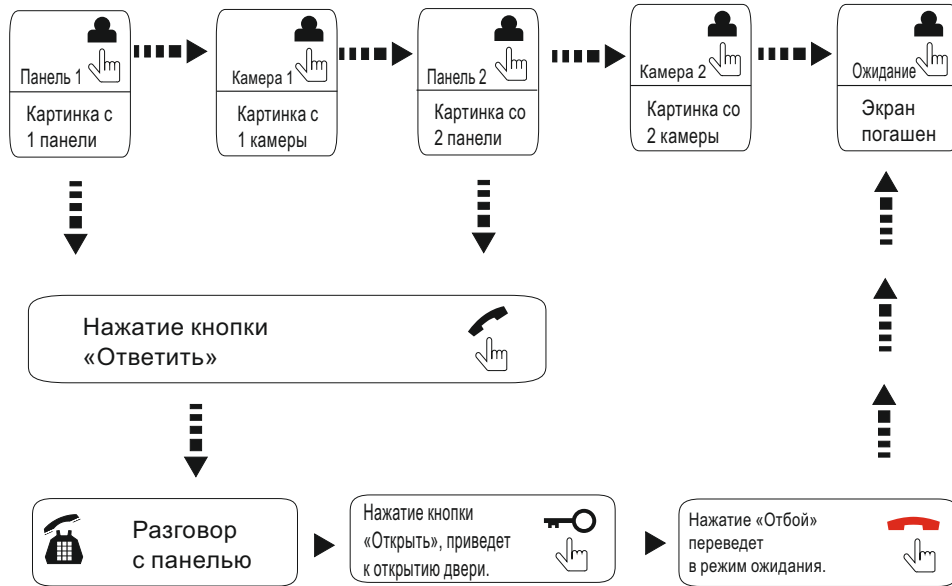 Панель 1
Картинка с
1 панели
Камера 1
Картинка с
1 камеры
Панель 2
Картинка со
2 панели
Камера 2
Картинка со
2 камеры
Ожидание
Экран
погашен
Нажатие кнопки
«Ответить»
Разговор
с панелью
Нажатие кнопки
«Открыть», приведет
к открытию двери.
Нажатие «Отбой»
переведет
в режим ожидания.